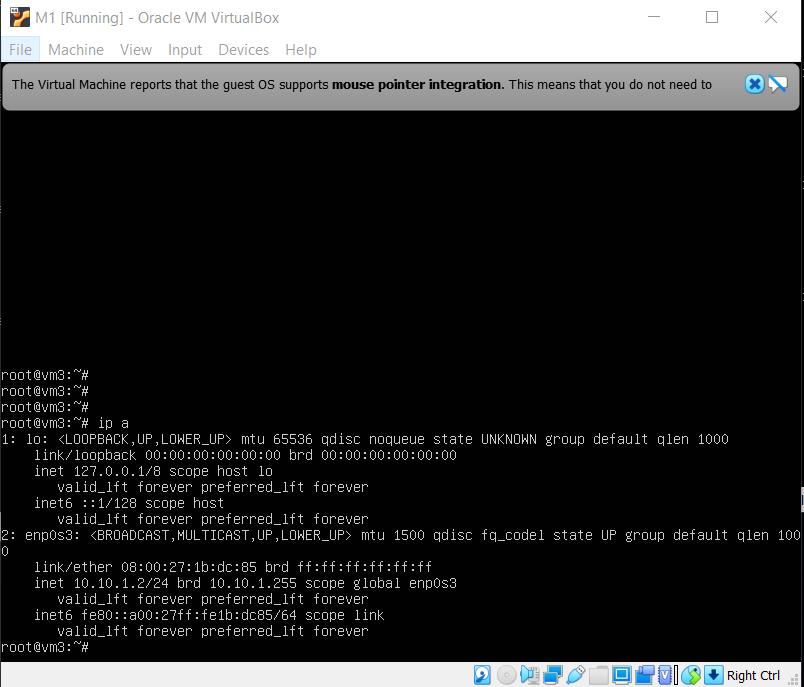 M1 [Running] - Oracle VM VirtualBox
File Machine View Input Devices Help
The Virtual Machine reports that the guest OS supports mouse pointer integration. This means that you do not need to
root@vm3:~#
root@vm3:~#
root@vm3:~#
root@vm3:~# ip a
1: lo: <LOOPBACK,UP,LOWER_UP> mtu 65536 qdisc noqueue state UNKNOWN group default qlen 1000
    link/loopback 00:00:00:00:00:00 brd 00:00:00:00:00:00
    inet 127.0.0.1/8 scope host lo
       valid_lft forever preferred_lft forever
    inet6 ::1/128 scope host
       valid_lft forever preferred_lft forever
2: enp0s3: <BROADCAST,MULTICAST,UP,LOWER_UP> mtu 1500 qdisc fq_codel state UP group default qlen 100
0
    link/ether 08:00:27:1b:dc:85 brd ff:ff:ff:ff:ff:ff
    inet 10.10.1.2/24 brd 10.10.1.255 scope global enp0s3
       valid_lft forever preferred_lft forever
    inet6 fe80::a00:27ff:fe1b:dc85/64 scope link
       valid_lft forever preferred_lft forever
root@vm3:~#
Right Ctrl